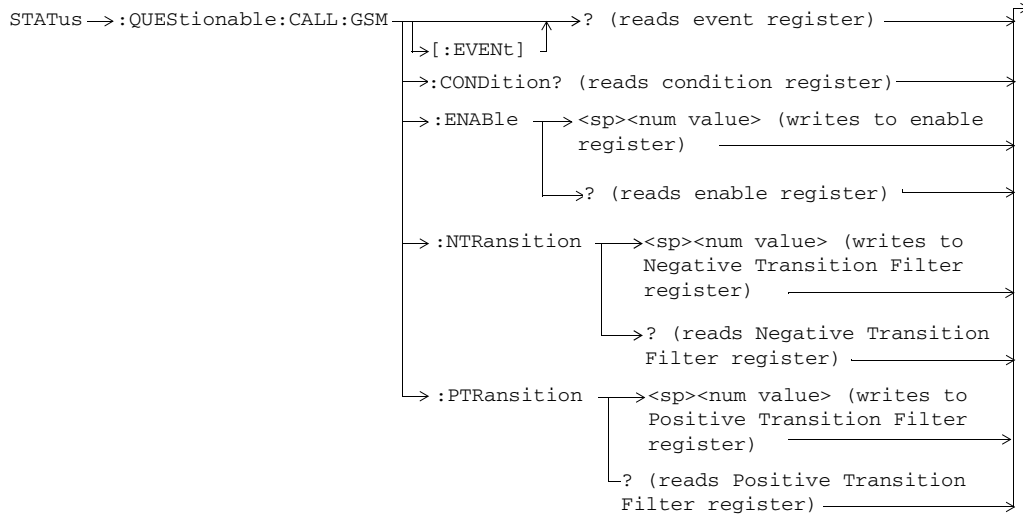 STATus :QUEStionable:CALL:GSM ? (reads event register)
[:EVENt]
:CONDition? (reads condition register)
:ENABle <sp><num value> (writes to enable
register)
? (reads enable register)
:NTRansition <sp><num value> (writes to
Negative Transition Filter
register)
? (reads Negative Transition
Filter register)
:PTRansition <sp><num value> (writes to
Positive Transition Filter
register)
? (reads Positive Transition
Filter register)